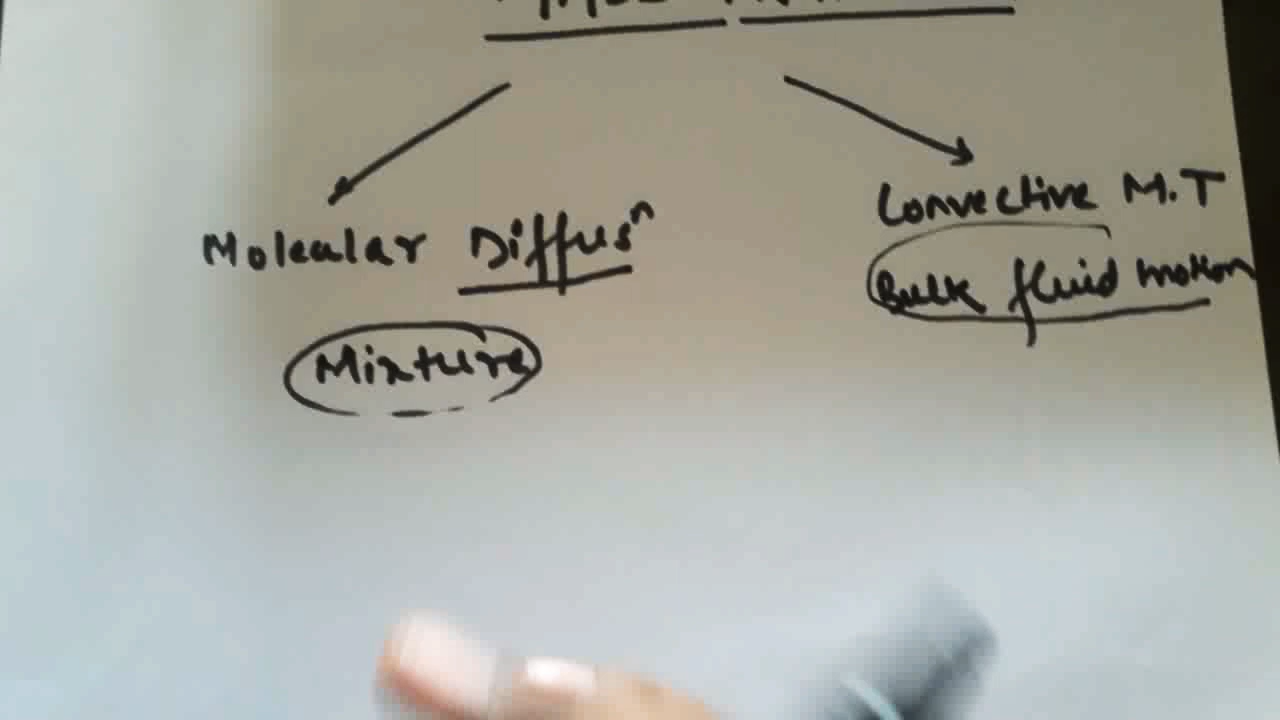 Molecular Diffusⁿ
Mixture
Convective M.T
Bulk fluid motion